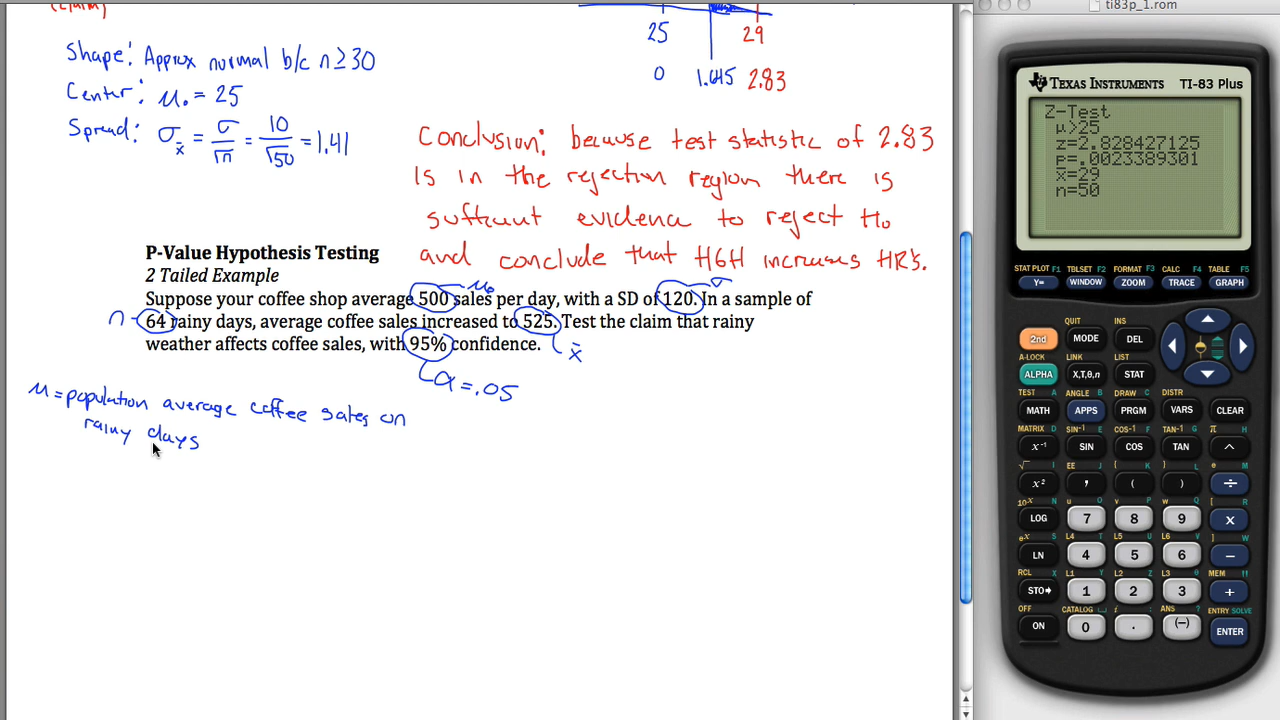 ti83p_1.rom
(claim)
25
29
0
1.645
2.83
Shape: Approx normal b/c n ≥ 30
Center: μ₀ = 25
Spread: σx̄ = σ/√n = 10/√50 = 1.41
Conclusion: because test statistic of 2.83
is in the rejection region there is
sufficient evidence to reject H₀
and conclude that HGH increases HR's.
P-Value Hypothesis Testing
2 Tailed Example
Suppose your coffee shop average 500 sales per day, with a SD of 120. In a sample of
64 rainy days, average coffee sales increased to 525. Test the claim that rainy
weather affects coffee sales, with 95% confidence.
μ₀
σ
n
x̄
α = .05
μ = population average coffee sales on
rainy days
TEXAS INSTRUMENTS TI-83 Plus
Z-Test
μ>25
z=2.828427125
p=.0023389301
x̄=29
n=50
STAT PLOT F1 TBLSET F2 FORMAT F3 CALC F4 TABLE F5
Y= WINDOW ZOOM TRACE GRAPH
QUIT INS
2nd MODE DEL
A-LOCK LINK LIST
ALPHA X,T,θ,n STAT
TEST A ANGLE B DRAW C DISTR
MATH APPS PRGM VARS CLEAR
MATRIX D SIN⁻¹ E COS⁻¹ F TAN⁻¹ G π H
x⁻¹ SIN COS TAN ^
√ I EE J { K } L e M
x² , ( ) ÷
10ˣ N u O v P w Q [ R
LOG 7 8 9 x
eˣ S L4 T L5 U L6 V ] W
LN 4 5 6 −
RCL X L1 Y L2 Z L3 θ MEM "
STO▸ 1 2 3 +
OFF CATALOG ␣ i : ANS ? ENTRY SOLVE
ON 0 . (−) ENTER